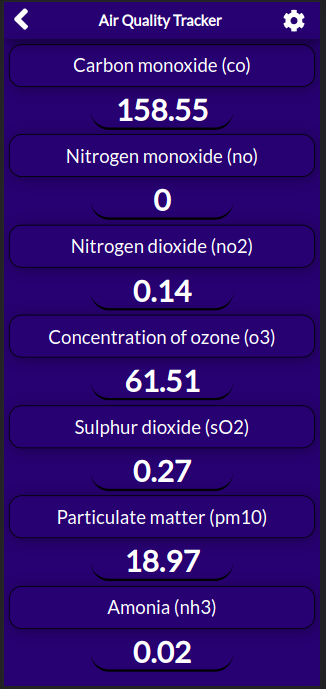 Air Quality Tracker
Carbon monoxide (co)
158.55
Nitrogen monoxide (no)
0
Nitrogen dioxide (no2)
0.14
Concentration of ozone (o3)
61.51
Sulphur dioxide (sO2)
0.27
Particulate matter (pm10)
18.97
Amonia (nh3)
0.02